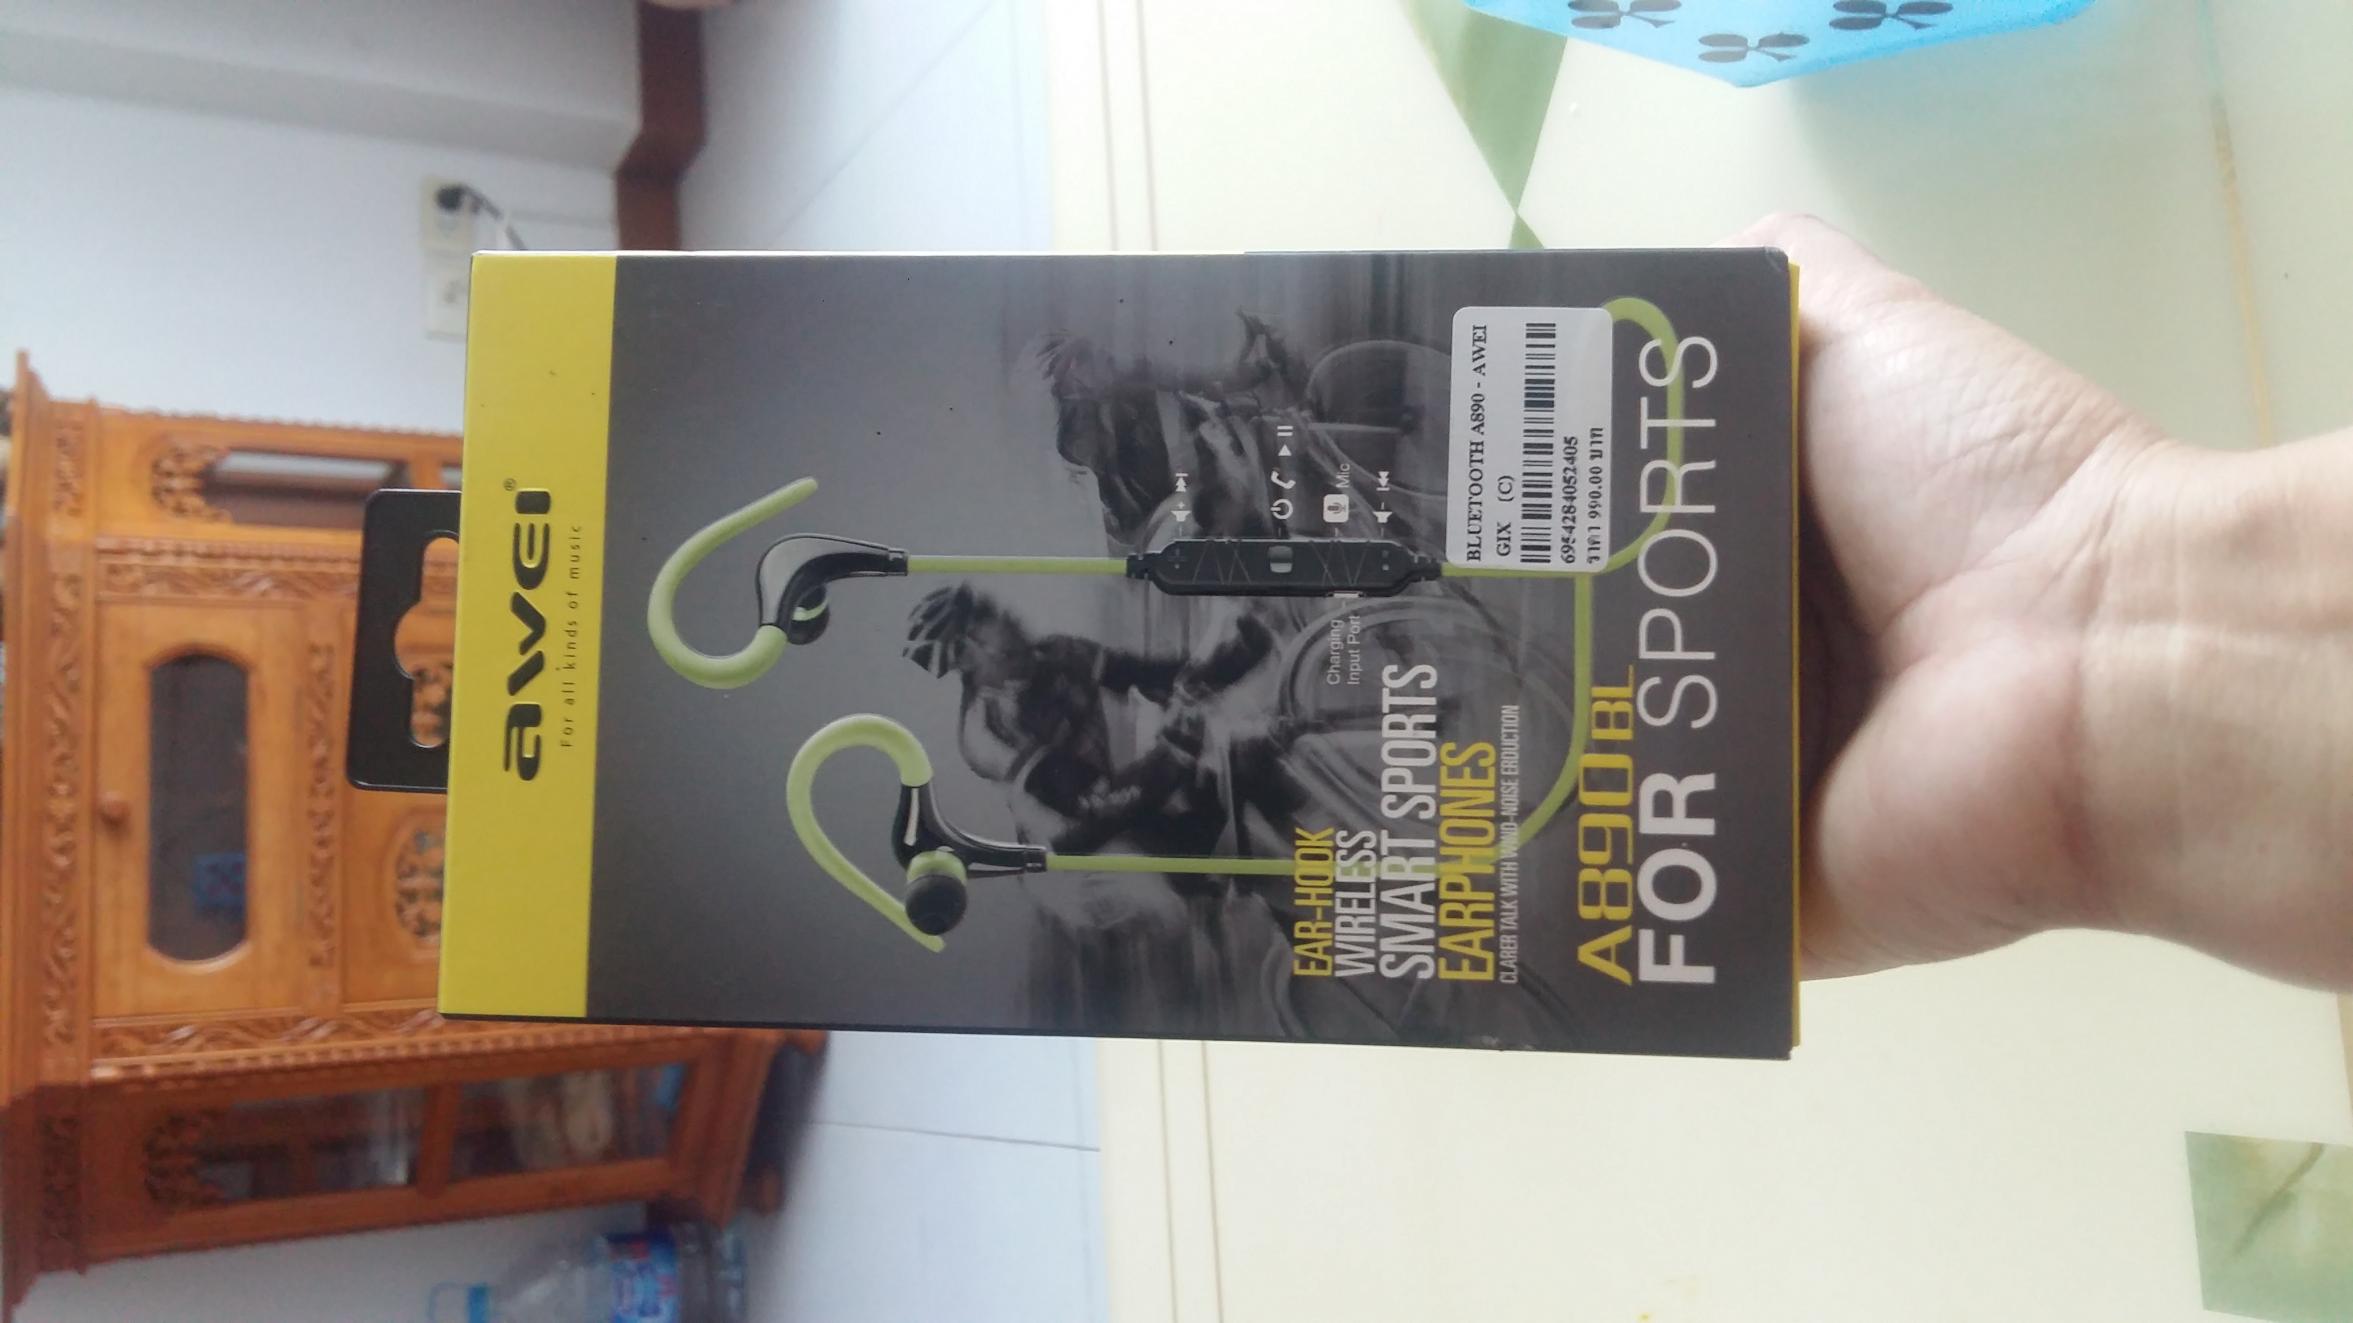 awei®
For all kinds of music
Mic
Charging
Input Port
EAR-HOOK
WIRELESS
SMART SPORTS
EARPHONES
CLARER TALK WITH WIND-NOISE ERDUCTION
BLUETOOTH A890 - AWEI
GIX (C)
6954284052405
ราคา 990.00 บาท
A890BL
FOR SPORTS